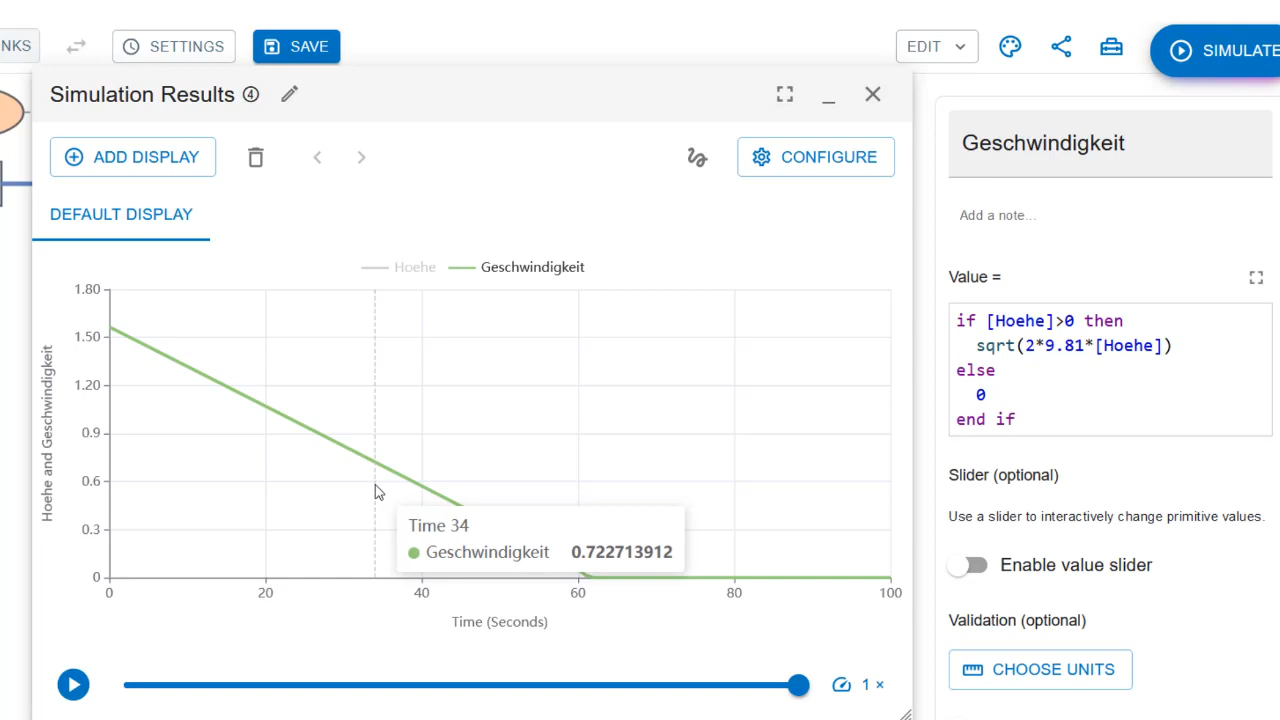 NKS
SETTINGS
SAVE
EDIT
SIMULATE
Simulation Results ④
ADD DISPLAY
CONFIGURE
DEFAULT DISPLAY
Hoehe
Geschwindigkeit
Hoehe and Geschwindigkeit
1.80
1.50
1.20
0.9
0.6
0.3
0
0
20
40
60
80
100
Time (Seconds)
Time 34
Geschwindigkeit 0.722713912
1 ×
Geschwindigkeit
Add a note...
Value =
if [Hoehe]>0 then
sqrt(2*9.81*[Hoehe])
else
0
end if
Slider (optional)
Use a slider to interactively change primitive values.
Enable value slider
Validation (optional)
CHOOSE UNITS